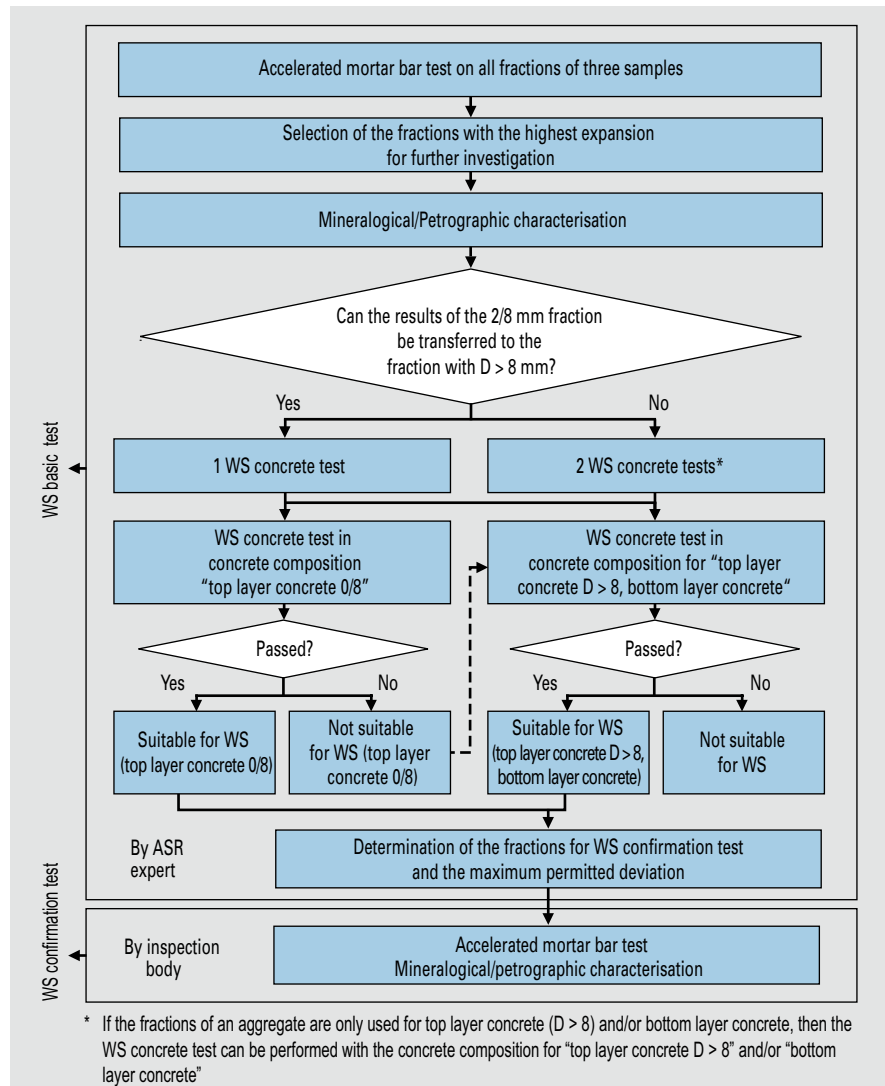 Accelerated mortar bar test on all fractions of three samples
Selection of the fractions with the highest expansion
for further investigation
Mineralogical/Petrographic characterisation
Can the results of the 2/8 mm fraction
be transferred to the
fraction with D > 8 mm?
Yes
No
WS basic test
1 WS concrete test
2 WS concrete tests*
WS concrete test in
concrete composition
“top layer concrete 0/8”
WS concrete test in
concrete composition for “top layer
concrete D > 8, bottom layer concrete“
Passed?
Passed?
Yes
No
Yes
No
Suitable for WS
(top layer concrete 0/8)
Not suitable
for WS (top layer
concrete 0/8)
Suitable for WS
(top layer concrete D > 8,
bottom layer concrete)
Not suitable
for WS
By ASR
expert
Determination of the fractions for WS confirmation test
and the maximum permitted deviation
WS confirmation test
By inspection
body
Accelerated mortar bar test
Mineralogical/petrographic characterisation
* If the fractions of an aggregate are only used for top layer concrete (D > 8) and/or bottom layer concrete, then the
WS concrete test can be performed with the concrete composition for “top layer concrete D > 8” and/or “bottom
layer concrete”